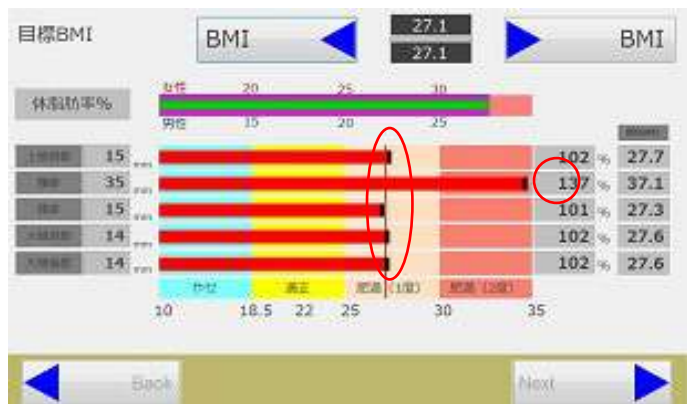 目標BMI
BMI
27.1
27.1
BMI
体脂肪率%
女性 20 25 30
男性 15 20 25
15 mm 102 % 27.7
35 mm 137 % 37.1
15 mm 101 % 27.3
14 mm 102 % 27.6
14 mm 102 % 27.6
やせ 適正 肥満(1度) 肥満(2度)
10 18.5 22 25 30 35
Back
Next